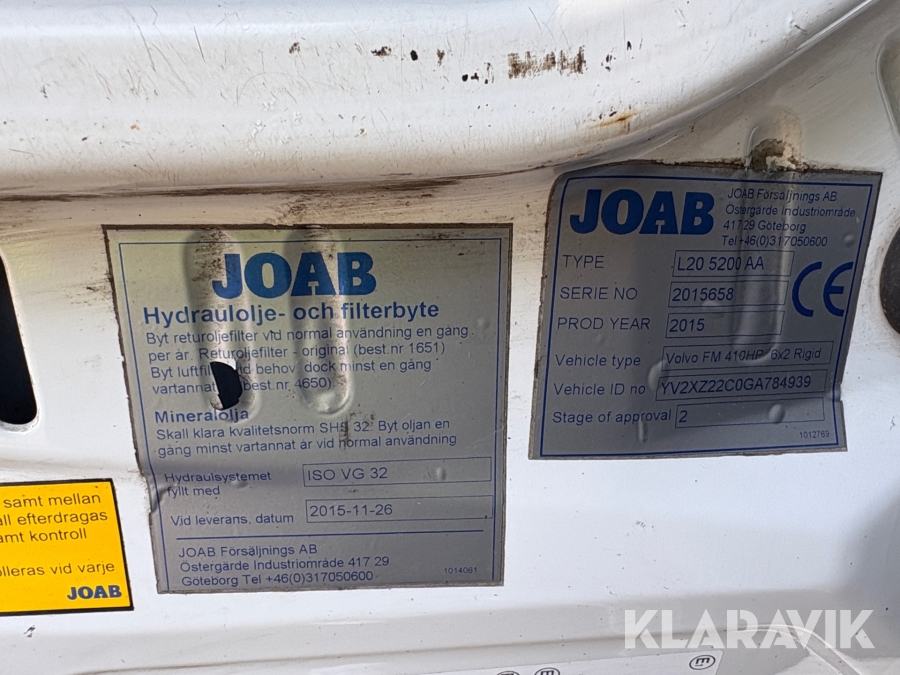 JOAB
Hydraulolje- och filterbyte
Byt returoljefilter vid normal användning en gång
per år. Returoljefilter - original (best.nr 1651)
Byt luftfil d behov, dock minst en gång
vartannat best.nr 4650)
Mineralolja
Skall klara kvalitetsnorm SHS 32. Byt oljan en
gång minst vartannat år vid normal användning
Hydraulsystemet
fyllt med
ISO VG 32
Vid leverans, datum
2015-11-26
JOAB Försäljnings AB
Östergärde Industriområde 417 29
Göteborg Tel +46(0)317050600
1014061
JOAB
JOAB Försäljnings AB
Östergärde Industriområde
417 29 Göteborg
Tel +46(0)317050600
TYPE L20 5200 AA
SERIE NO 2015658
PROD YEAR 2015
CE
Vehicle type Volvo FM 410HP 6x2 Rigid
Vehicle ID no YV2XZ22C0GA784939
Stage of approval 2
1012769
samt mellan
all efterdragas
amt kontroll
olleras vid varje
JOAB
KLARAVIK